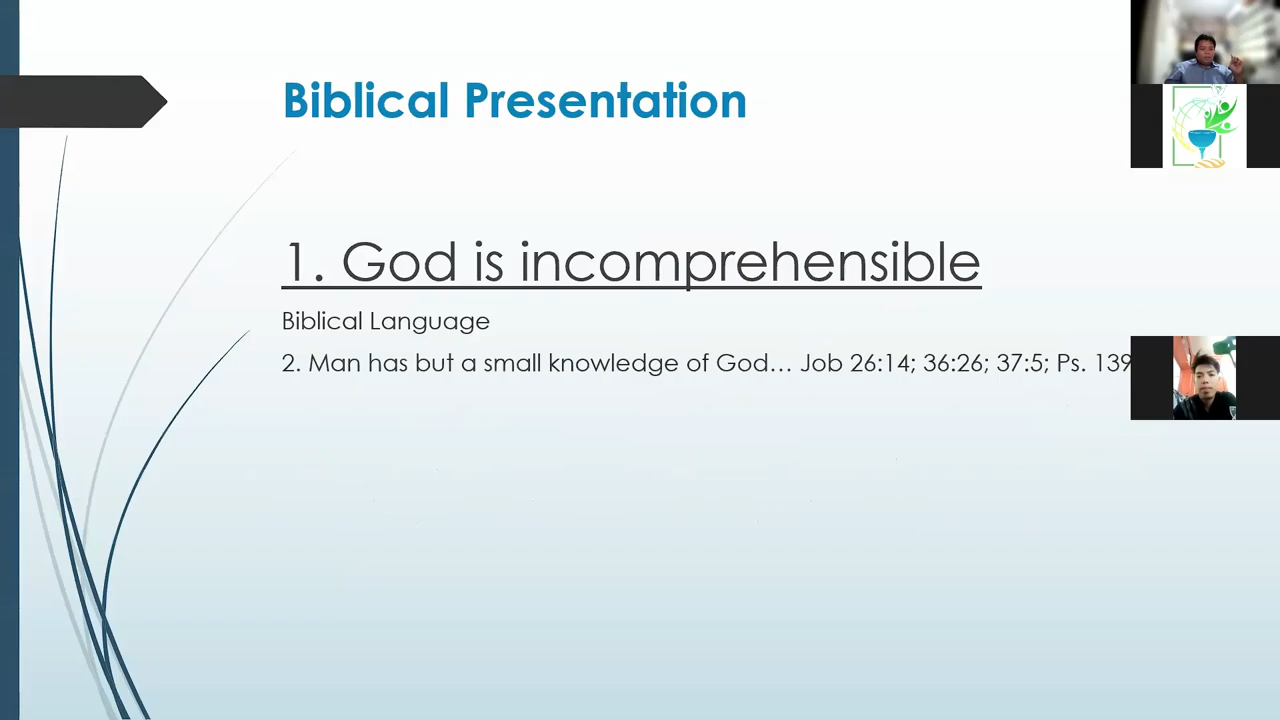 Biblical Presentation
1. God is incomprehensible
Biblical Language
2. Man has but a small knowledge of God… Job 26:14; 36:26; 37:5; Ps. 139